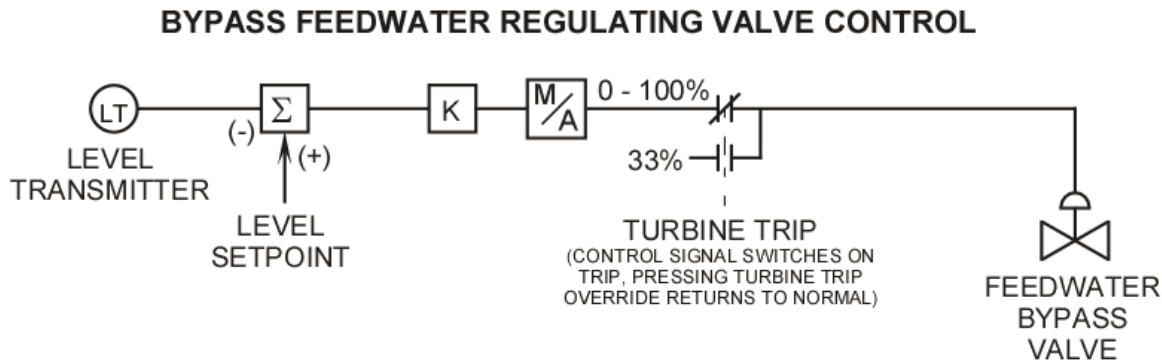 BYPASS FEEDWATER REGULATING VALVE CONTROL
LT
(-)
Σ
(+)
K
M/A
0 - 100%
33%
LEVEL
TRANSMITTER
LEVEL
SETPOINT
TURBINE TRIP
(CONTROL SIGNAL SWITCHES ON
TRIP, PRESSING TURBINE TRIP
OVERRIDE RETURNS TO NORMAL)
FEEDWATER
BYPASS
VALVE